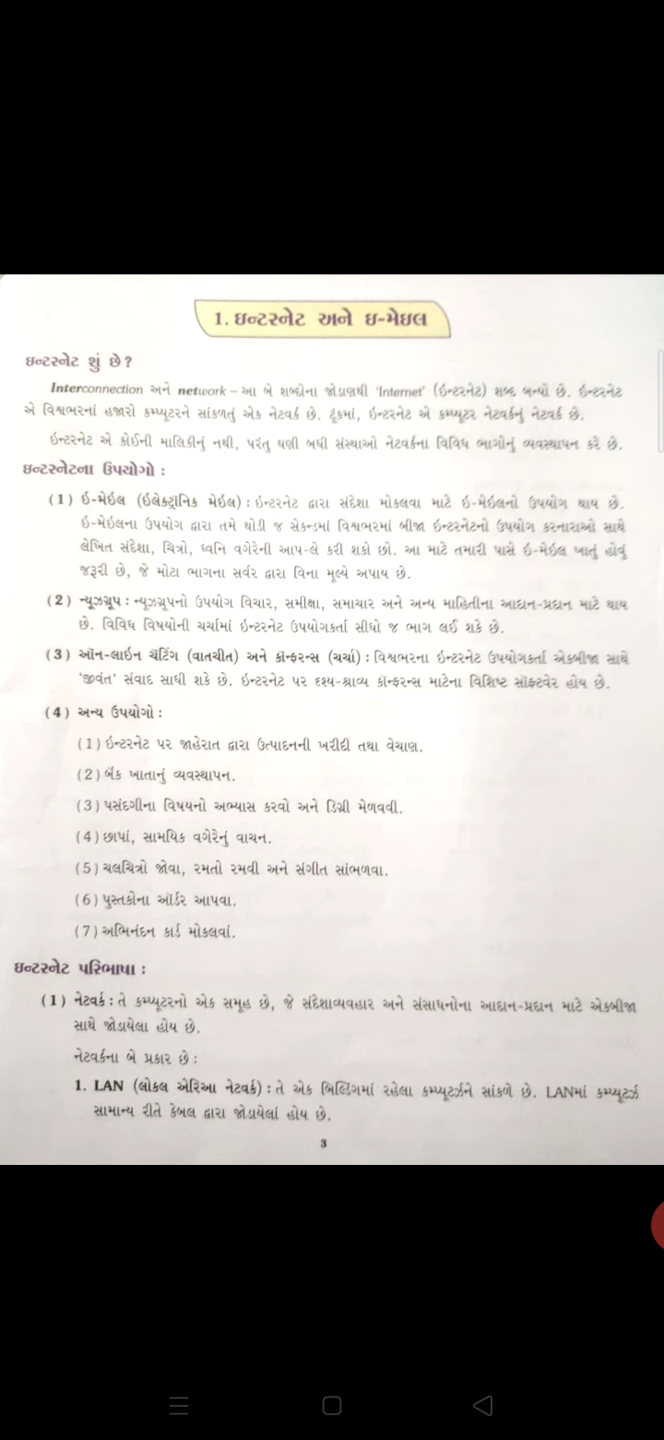 1. ઇન્ટરનેટ અને ઇ-મેઇલ
ઇન્ટરનેટ શું છે?
Interconnection અને network – આ બે શબ્દોના જોડાણથી 'Internet' (ઇન્ટરનેટ) શબ્દ બન્યો છે. ઇન્ટરનેટ
એ વિશ્વભરનાં હજારો કમ્પ્યૂટરને સાંકળતું એક નેટવર્ક છે. ટૂંકમાં, ઇન્ટરનેટ એ કમ્પ્યૂટર નેટવર્કનું નેટવર્ક છે.
ઇન્ટરનેટ એ કોઈની માલિકીનું નથી, પરંતુ ઘણી બધી સંસ્થાઓ નેટવર્કના વિવિધ ભાગોનું વ્યવસ્થાપન કરે છે.
ઇન્ટરનેટના ઉપયોગો :
(1) ઇ-મેઇલ (ઇલેક્ટ્રૉનિક મેઇલ) : ઇન્ટરનેટ દ્વારા સંદેશા મોકલવા માટે ઇ-મેઇલનો ઉપયોગ થાય છે.
ઇ-મેઇલના ઉપયોગ દ્વારા તમે થોડી જ સેકન્ડમાં વિશ્વભરમાં બીજા ઇન્ટરનેટનો ઉપયોગ કરનારાઓ સાથે
લેખિત સંદેશા, ચિત્રો, ધ્વનિ વગેરેની આપ-લે કરી શકો છો. આ માટે તમારી પાસે ઇ-મેઇલ ખાતું હોવું
જરૂરી છે, જે મોટા ભાગના સર્વર દ્વારા વિના મૂલ્યે અપાય છે.
(2) ન્યૂઝગ્રૂપ : ન્યૂઝગ્રૂપનો ઉપયોગ વિચાર, સમીક્ષા, સમાચાર અને અન્ય માહિતીના આદાન-પ્રદાન માટે થાય
છે. વિવિધ વિષયોની ચર્ચામાં ઇન્ટરનેટ ઉપયોગકર્તા સીધો જ ભાગ લઈ શકે છે.
(3) ઑન-લાઇન ચૅટિંગ (વાતચીત) અને કૉન્ફરન્સ (ચર્ચા) : વિશ્વભરના ઇન્ટરનેટ ઉપયોગકર્તા એકબીજા સાથે
'જીવંત' સંવાદ સાધી શકે છે. ઇન્ટરનેટ પર દૃશ્ય-શ્રાવ્ય કૉન્ફરન્સ માટેના વિશિષ્ટ સૉફ્ટવેર હોય છે.
(4) અન્ય ઉપયોગો :
(1) ઇન્ટરનેટ પર જાહેરાત દ્વારા ઉત્પાદનની ખરીદી તથા વેચાણ.
(2) બૅંક ખાતાનું વ્યવસ્થાપન.
(3) પસંદગીના વિષયનો અભ્યાસ કરવો અને ડિગ્રી મેળવવી.
(4) છાપાં, સામયિક વગેરેનું વાચન.
(5) ચલચિત્રો જોવા, રમતો રમવી અને સંગીત સાંભળવા.
(6) પુસ્તકોના ઑર્ડર આપવા.
(7) અભિનંદન કાર્ડ મોકલવાં.
ઇન્ટરનેટ પરિભાષા :
(1) નેટવર્ક : તે કમ્પ્યૂટરનો એક સમૂહ છે, જે સંદેશાવ્યવહાર અને સંસાધનોના આદાન-પ્રદાન માટે એકબીજા
સાથે જોડાયેલા હોય છે.
નેટવર્કના બે પ્રકાર છે :
1. LAN (લોકલ એરિઆ નેટવર્ક) : તે એક બિલ્ડિંગમાં રહેલા કમ્પ્યૂટર્ઝને સાંકળે છે. LANમાં કમ્પ્યૂટર્ઝ
સામાન્ય રીતે કેબલ દ્વારા જોડાયેલાં હોય છે.
3